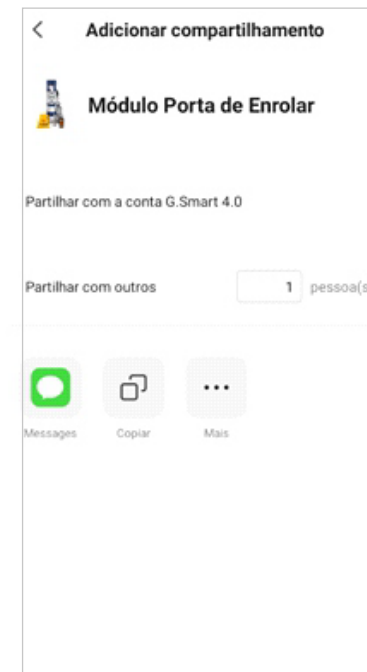 Adicionar compartilhamento
Módulo Porta de Enrolar
Partilhar com a conta G.Smart 4.0
Partilhar com outros 1 pessoa(s
Messages Copiar Mais